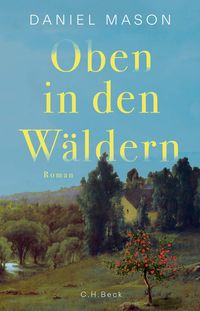 DANIEL MASON
Oben
in den
Wäldern
Roman
C.H.Beck